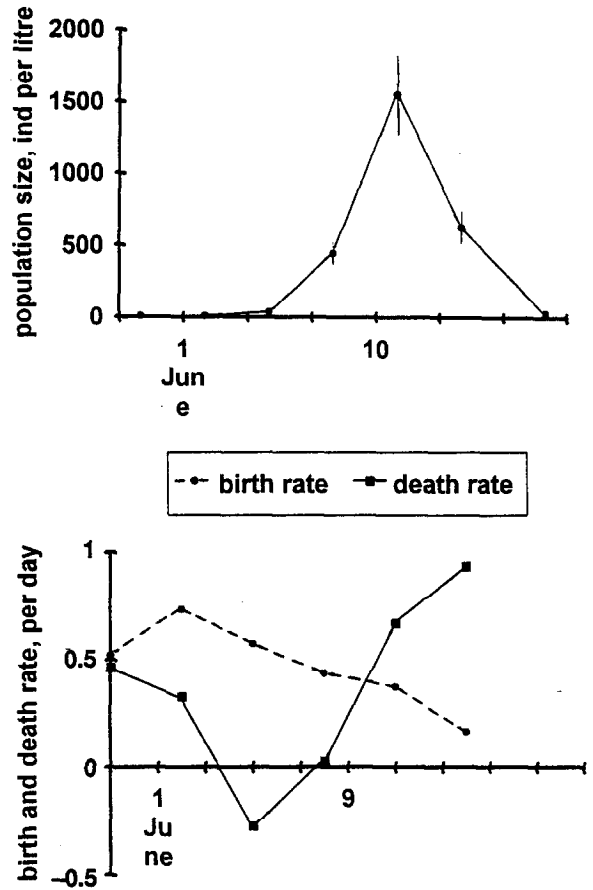 population size, ind per litre
2000
1500
1000
500
0
1
Jun
e
10
birth rate
death rate
birth and death rate, per day
1
0.5
0
–0.5
1
Ju
ne
9